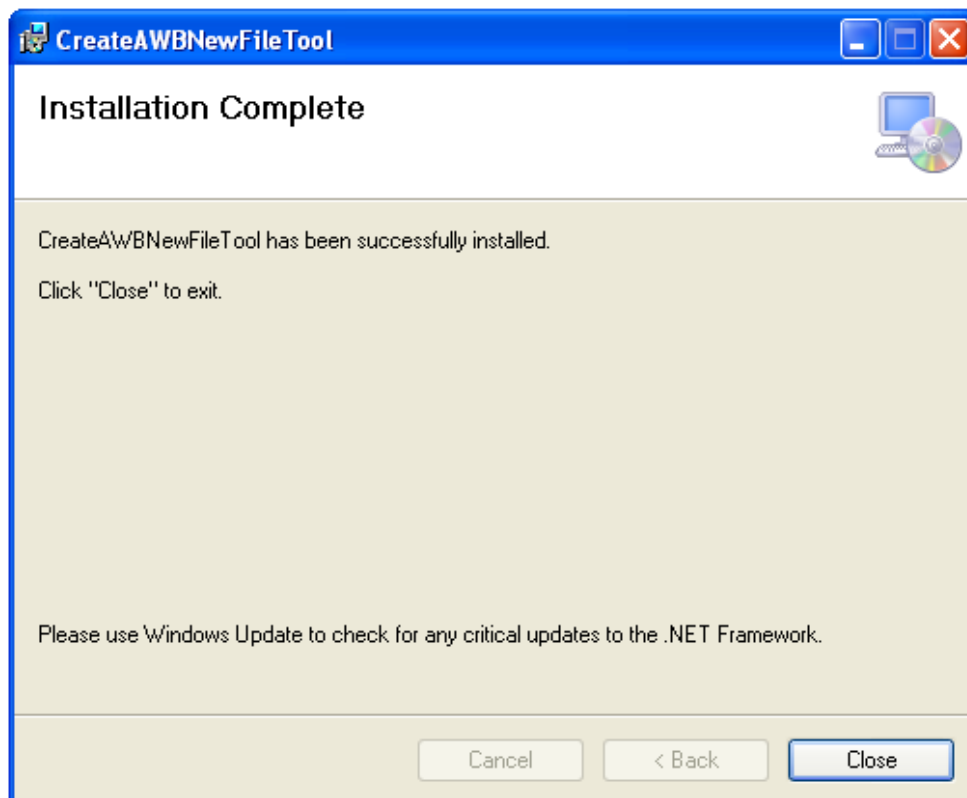 CreateAWBNewFileTool
Installation Complete
CreateAWBNewFileTool has been successfully installed.
Click "Close" to exit.
Please use Windows Update to check for any critical updates to the .NET Framework.
Cancel
< Back
Close